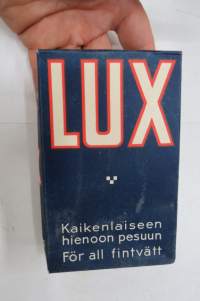 LUX
Kaikenlaiseen
hienoon pesuun
För all fintvätt